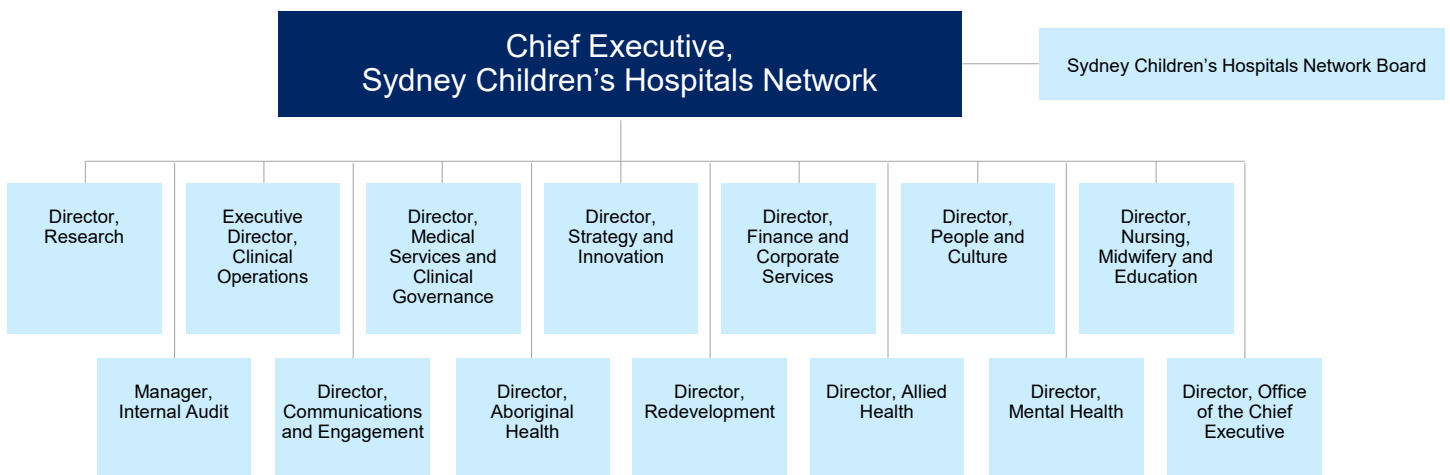 Chief Executive,
Sydney Children’s Hospitals Network
Sydney Children’s Hospitals Network Board
Director,
Research
Executive
Director,
Clinical
Operations
Director,
Medical
Services and
Clinical
Governance
Director,
Strategy and
Innovation
Director,
Finance and
Corporate
Services
Director,
People and
Culture
Director,
Nursing,
Midwifery and
Education
Manager,
Internal Audit
Director,
Communications
and Engagement
Director,
Aboriginal
Health
Director,
Redevelopment
Director, Allied
Health
Director,
Mental Health
Director, Office
of the Chief
Executive